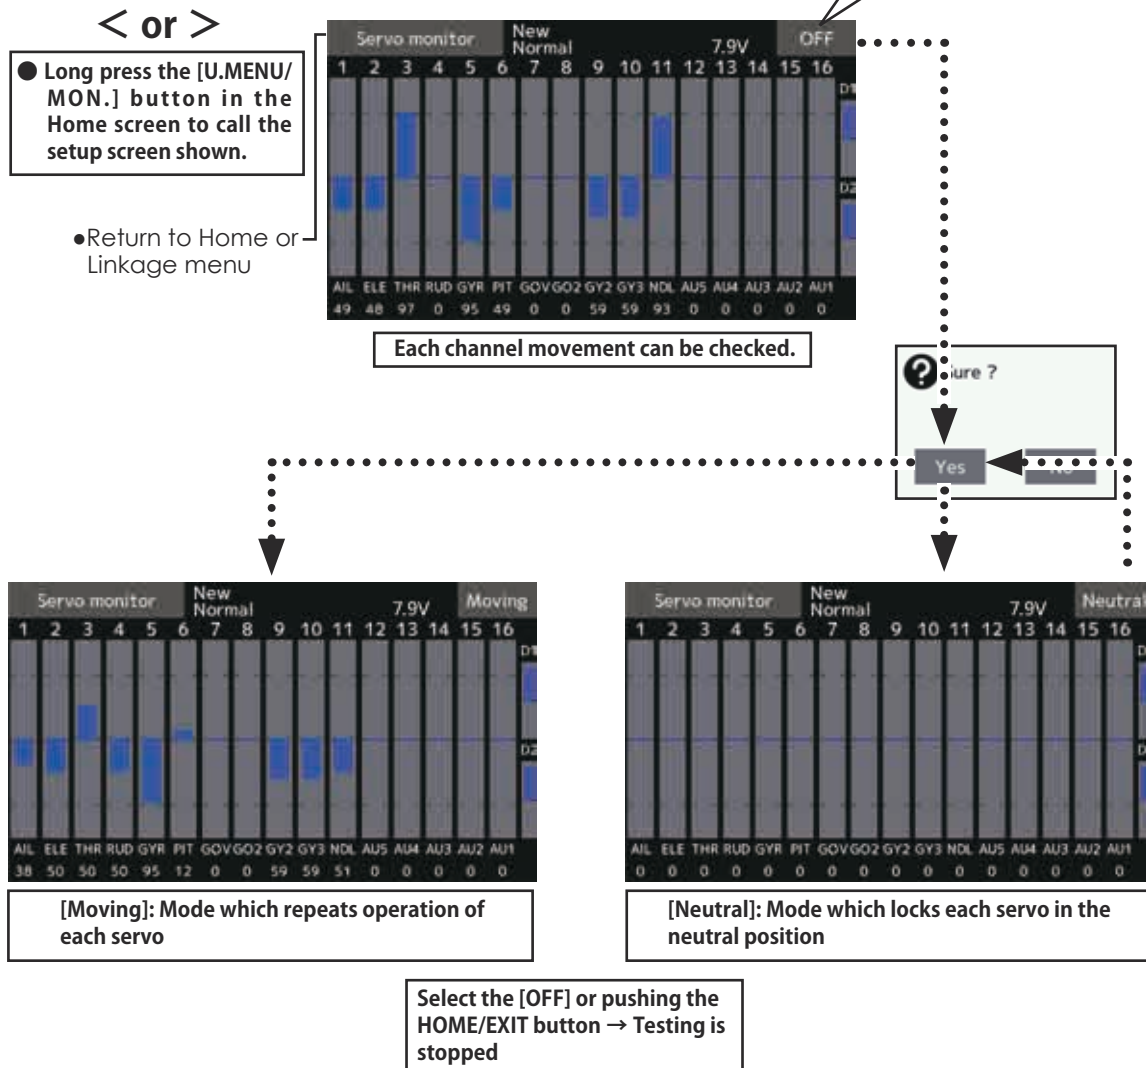 < or >
● Long press the [U.MENU/
MON.] button in the
Home screen to call the
setup screen shown.
●Return to Home or
Linkage menu
Servo monitor New Normal 7.9V OFF
1 2 3 4 5 6 7 8 9 10 11 12 13 14 15 16
D1
D2
AIL ELE THR RUD GYR PIT GOV GO2 GY2 GY3 NDL AU5 AU4 AU3 AU2 AU1
49 48 97 0 95 49 0 0 59 59 93 0 0 0 0 0
Each channel movement can be checked.
Sure ?
Yes
Servo monitor New Normal 7.9V Moving
1 2 3 4 5 6 7 8 9 10 11 12 13 14 15 16
D1
D2
AIL ELE THR RUD GYR PIT GOV GO2 GY2 GY3 NDL AU5 AU4 AU3 AU2 AU1
38 50 50 50 95 12 0 0 59 59 51 0 0 0 0 0
[Moving]: Mode which repeats operation of
each servo
Servo monitor New Normal 7.9V Neutral
1 2 3 4 5 6 7 8 9 10 11 12 13 14 15 16
AIL ELE THR RUD GYR PIT GOV GO2 GY2 GY3 NDL AU5 AU4 AU3 AU2 AU1
0 0 0 0 0 0 0 0 0 0 0 0 0 0 0 0
[Neutral]: Mode which locks each servo in the
neutral position
Select the [OFF] or pushing the
HOME/EXIT button → Testing is
stopped